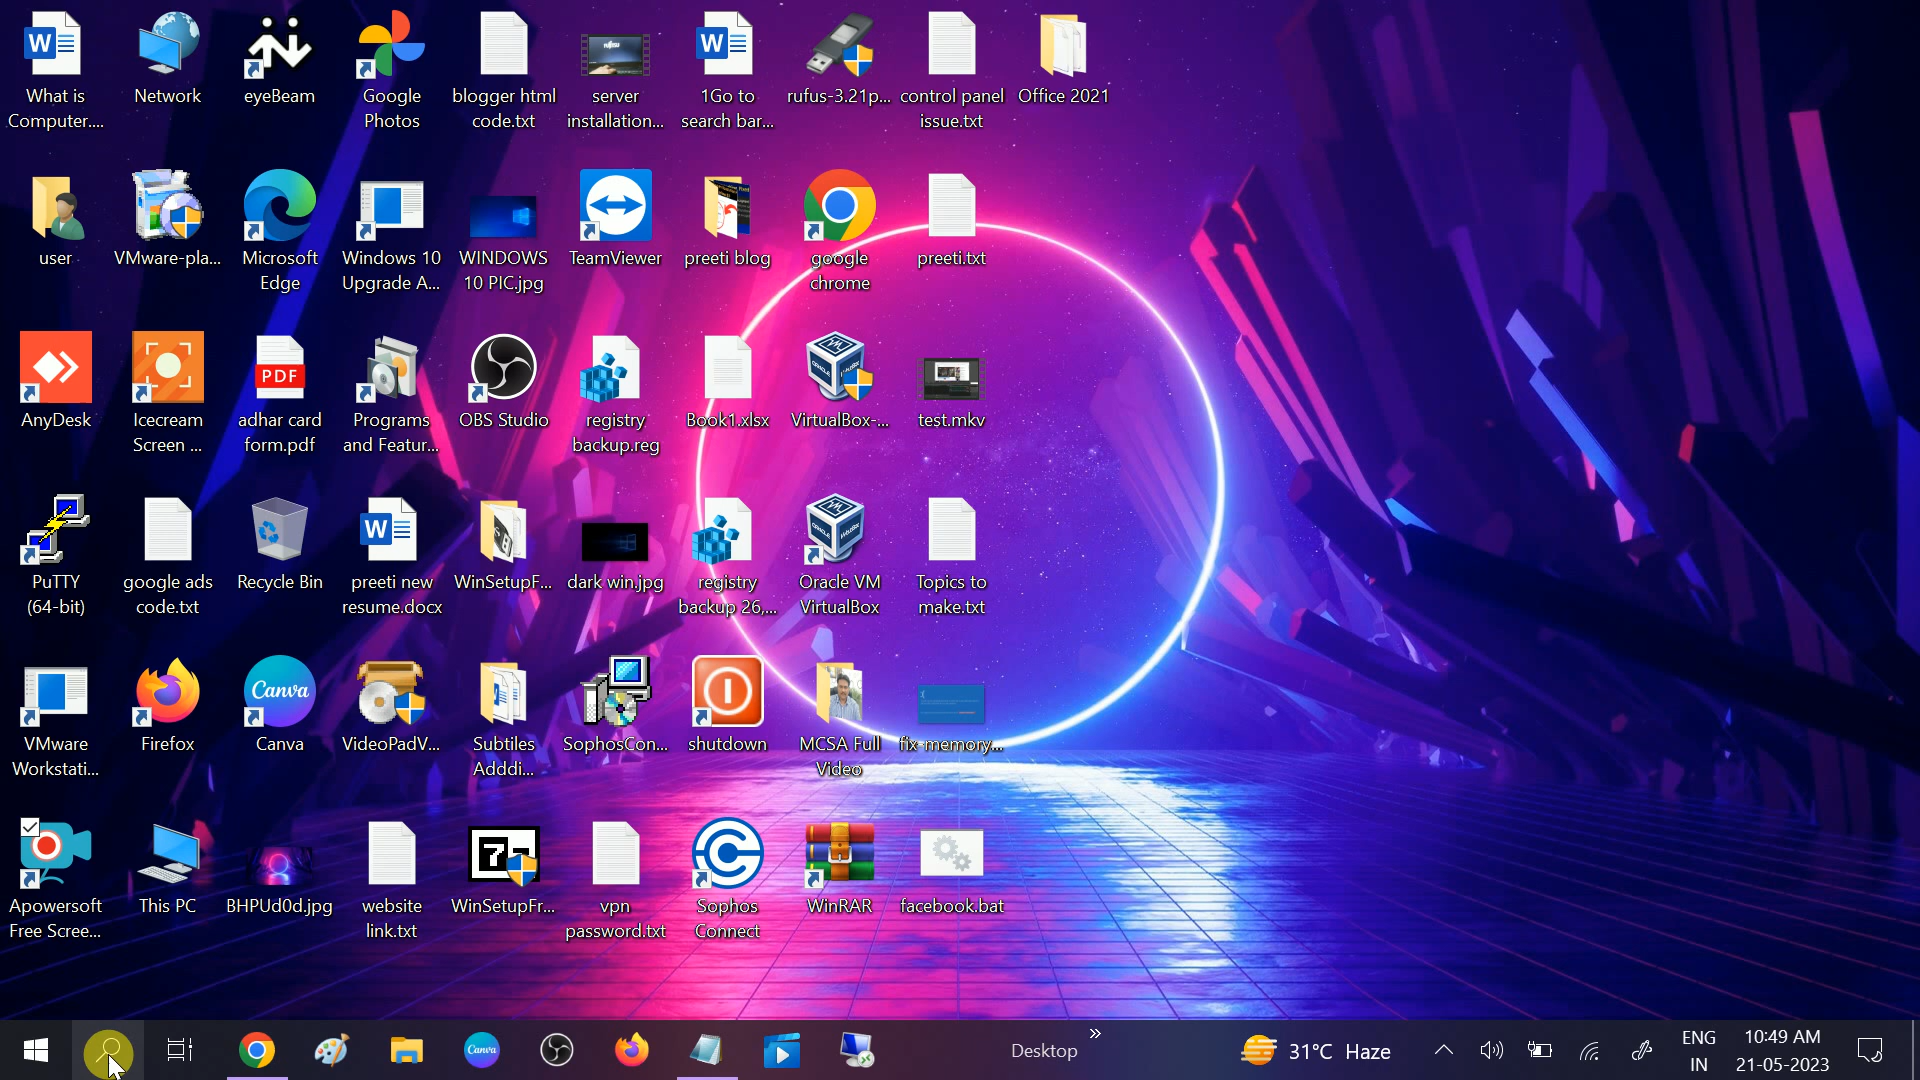 What is
Computer....
Network
eyeBeam
Google
Photos
blogger html
code.txt
server
installation...
1Go to
search bar...
rufus-3.21p...
control panel
issue.txt
Office 2021
user
VMware-pla...
Microsoft
Edge
Windows 10
Upgrade A...
WINDOWS
10 PIC.jpg
TeamViewer
preeti blog
google
chrome
preeti.txt
AnyDesk
Icecream
Screen ...
PDF
adhar card
form.pdf
Programs
and Featur...
OBS Studio
registry
backup.reg
Book1.xlsx
VirtualBox-...
test.mkv
PuTTY
(64-bit)
google ads
code.txt
Recycle Bin
preeti new
resume.docx
WinSetupF...
dark win.jpg
registry
backup 26,...
Oracle VM
VirtualBox
Topics to
make.txt
VMware
Workstati...
Firefox
Canva
Canva
VideoPadV...
Subtiles
Adddi...
SophosCon...
shutdown
MCSA Full
Video
fix-memory...
Apowersoft
Free Scree...
This PC
BHPUd0d.jpg
website
link.txt
WinSetupFr...
vpn
password.txt
Sophos
Connect
WinRAR
facebook.bat
Canva
Desktop
31°C Haze
ENG
IN
10:49 AM
21-05-2023